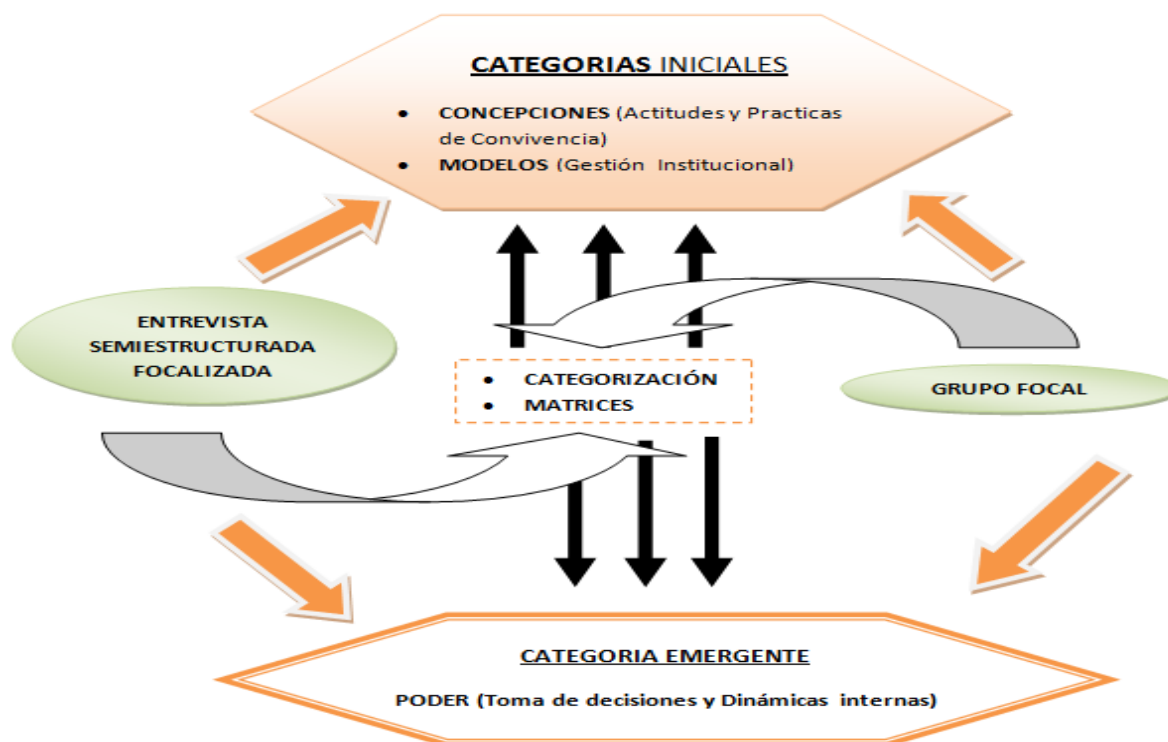 CATEGORIAS INICIALES
• CONCEPCIONES (Actitudes y Practicas
de Convivencia)
• MODELOS (Gestión Institucional)
ENTREVISTA
SEMIESTRUCTURADA
FOCALIZADA
• CATEGORIZACIÓN
• MATRICES
GRUPO FOCAL
CATEGORIA EMERGENTE
PODER (Toma de decisiones y Dinámicas internas)